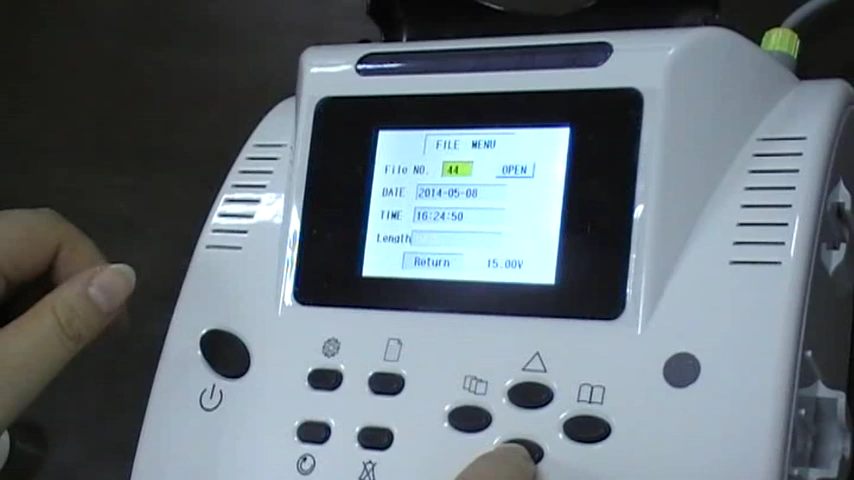 FILE MENU
File NO. 44 OPEN
DATE 2014-05-08
TIME 16:24:50
Length
Return 15.00V